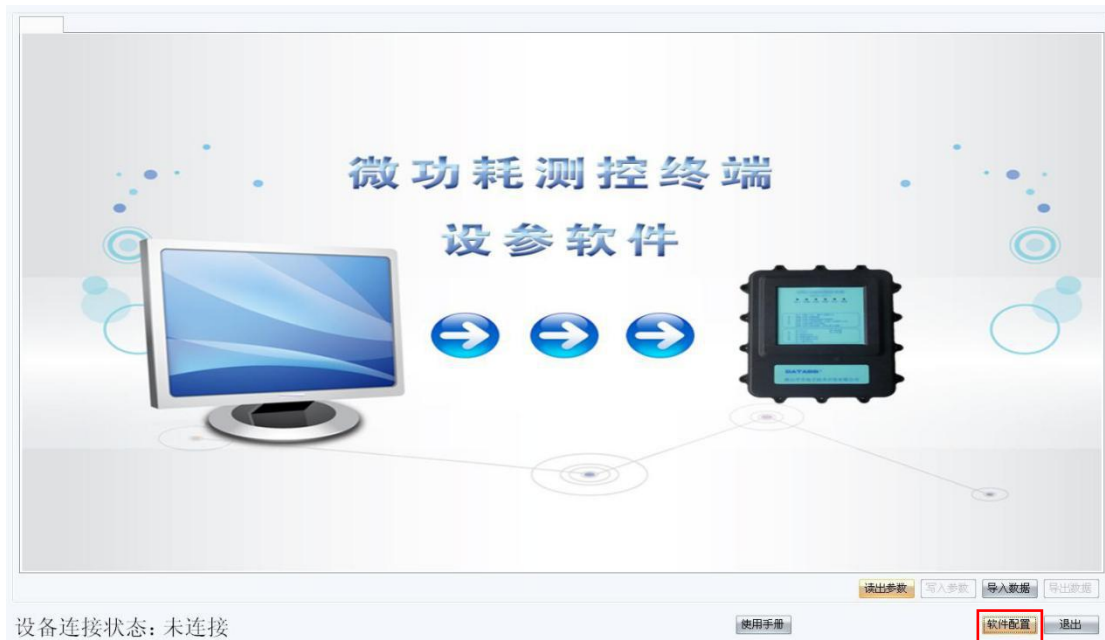 微功耗测控终端
设参软件
读出参数 写入参数 导入数据 导出数据
设备连接状态: 未连接 使用手册 软件配置 退出